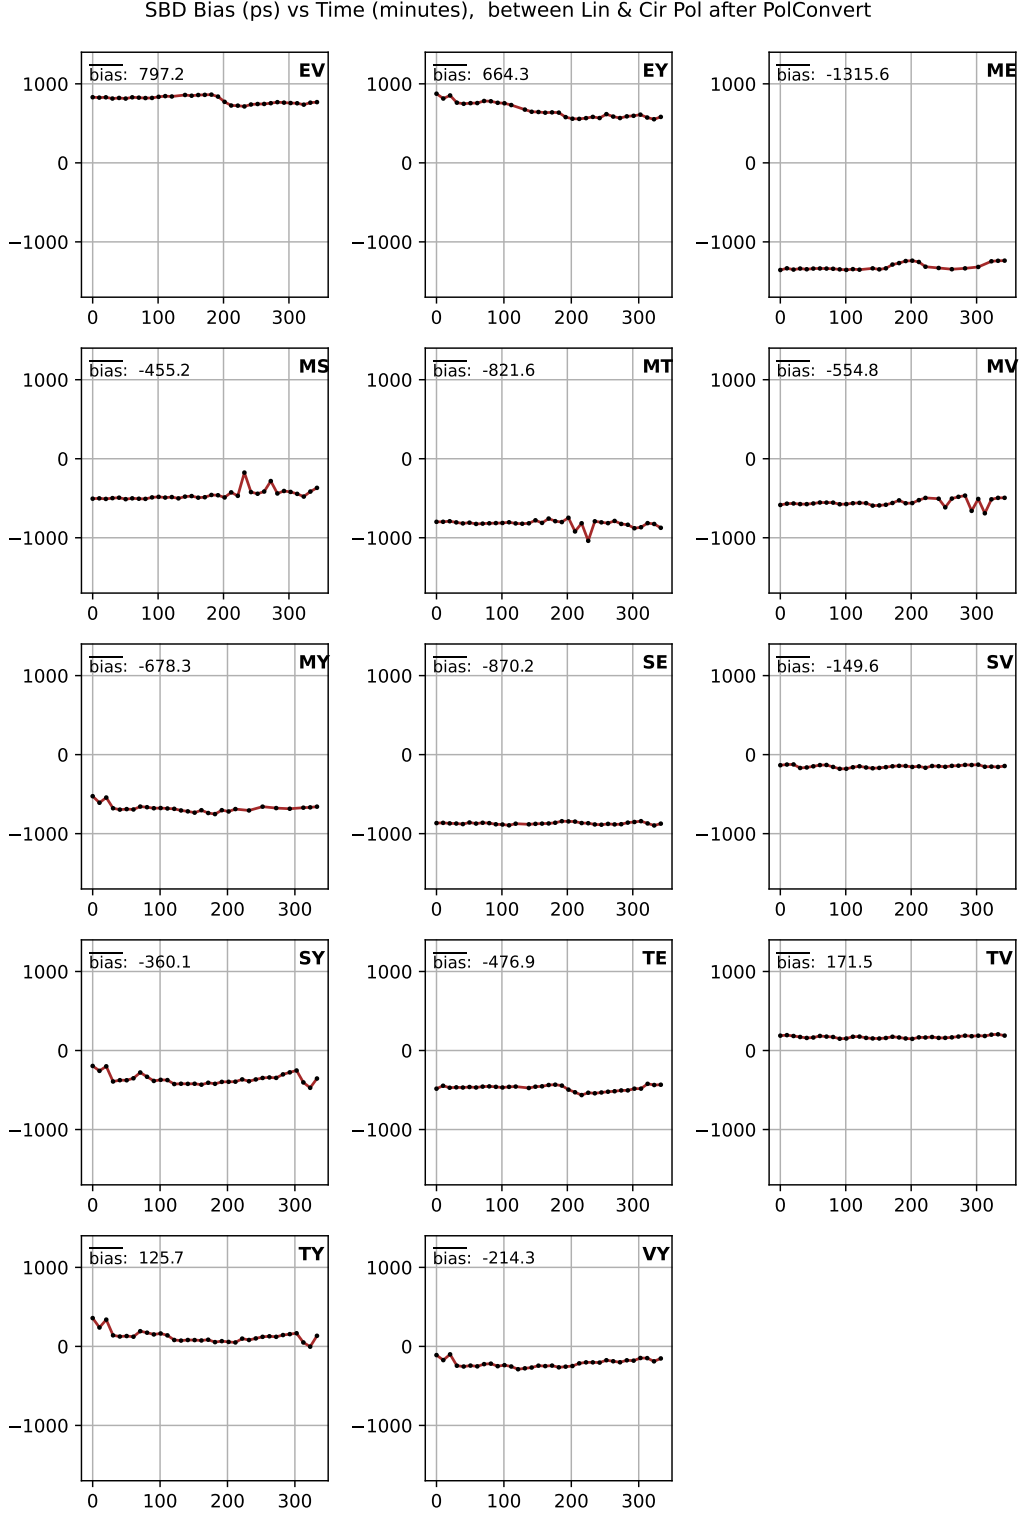 SBD Bias (ps) vs Time (minutes),  between Lin & Cir Pol after PolConvert
bias:  797.2 EV
1000
0
−1000
0 100 200 300
bias:  664.3 EY
1000
0
−1000
0 100 200 300
bias:  -1315.6 ME
1000
0
−1000
0 100 200 300
bias:  -455.2 MS
1000
0
−1000
0 100 200 300
bias:  -821.6 MT
1000
0
−1000
0 100 200 300
bias:  -554.8 MV
1000
0
−1000
0 100 200 300
bias:  -678.3 MY
1000
0
−1000
0 100 200 300
bias:  -870.2 SE
1000
0
−1000
0 100 200 300
bias:  -149.6 SV
1000
0
−1000
0 100 200 300
bias:  -360.1 SY
1000
0
−1000
0 100 200 300
bias:  -476.9 TE
1000
0
−1000
0 100 200 300
bias:  171.5 TV
1000
0
−1000
0 100 200 300
bias:  125.7 TY
1000
0
−1000
0 100 200 300
bias:  -214.3 VY
1000
0
−1000
0 100 200 300